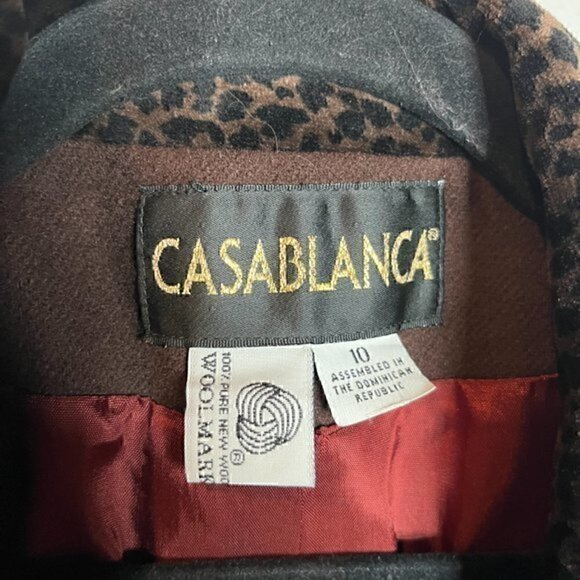 CASABLANCA®
100% PURE NEW WOOL
WOOLMARK
®
10
ASSEMBLED IN
THE DOMINICAN
REPUBLIC